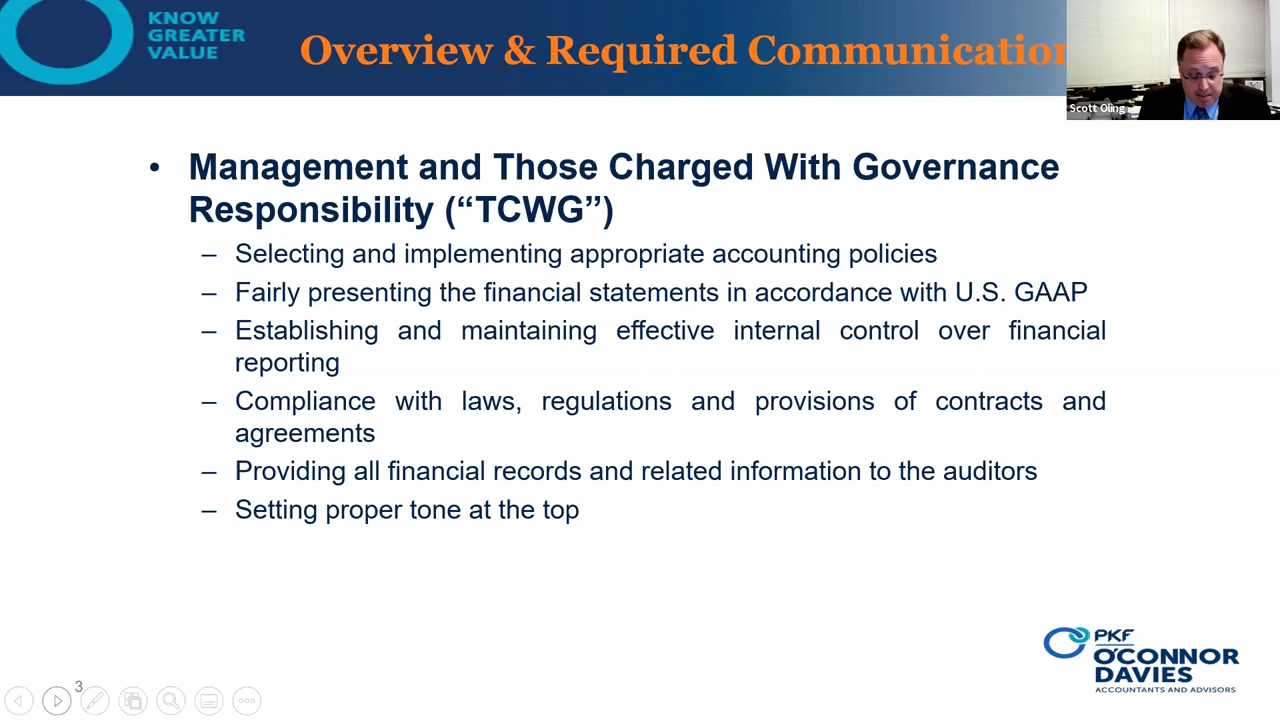 KNOW
GREATER
VALUE
Overview & Required Communication
Scott Oling
• Management and Those Charged With Governance
Responsibility (“TCWG”)
– Selecting and implementing appropriate accounting policies
– Fairly presenting the financial statements in accordance with U.S. GAAP
– Establishing and maintaining effective internal control over financial
reporting
– Compliance with laws, regulations and provisions of contracts and
agreements
– Providing all financial records and related information to the auditors
– Setting proper tone at the top
3
PKF
O'CONNOR
DAVIES
ACCOUNTANTS AND ADVISORS